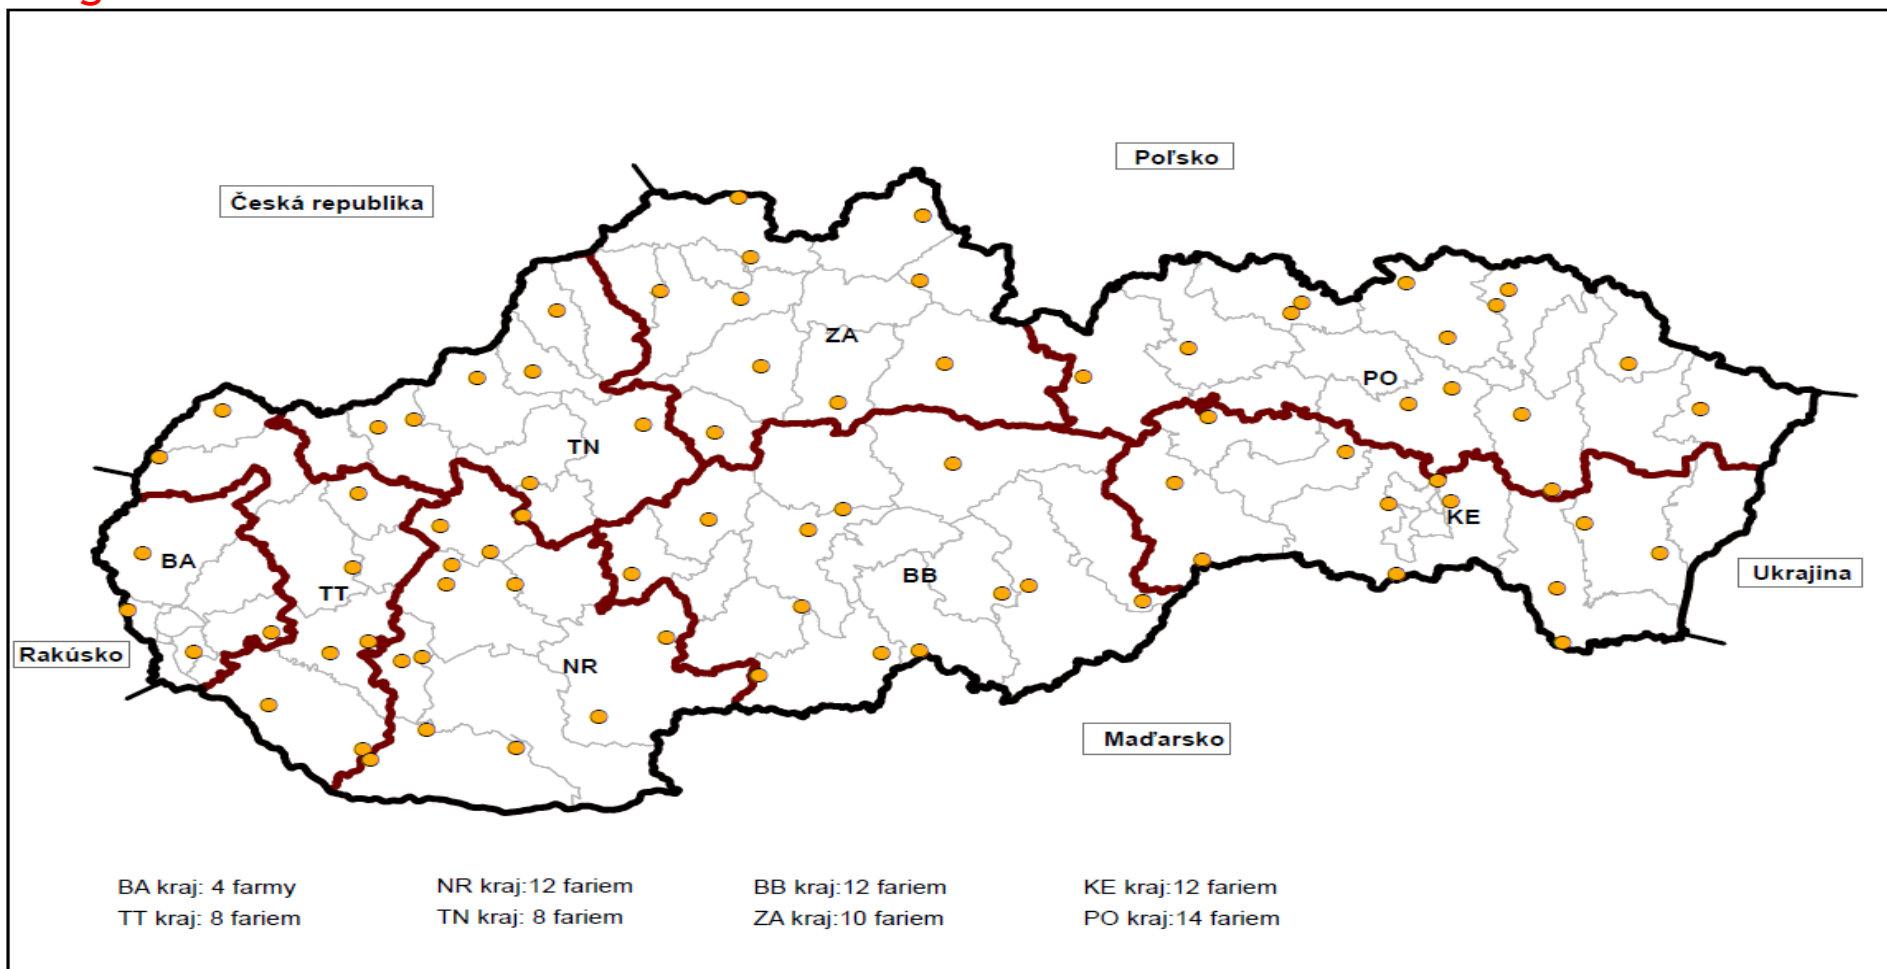 Poľsko
Česká republika
ZA
PO
TN
KE
BA
BB
Ukrajina
TT
Rakúsko
NR
Maďarsko
BA kraj: 4 farmy
NR kraj:12 fariem
BB kraj:12 fariem
KE kraj:12 fariem
TT kraj: 8 fariem
TN kraj: 8 fariem
ZA kraj:10 fariem
PO kraj:14 fariem